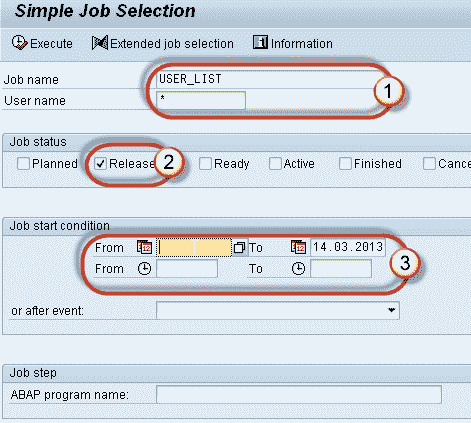 Simple Job Selection
Execute Extended job selection Information
Job name USER_LIST
User name *
1
Job status
Planned Release Ready Active Finished Cance
2
Job start condition
From To 14.03.2013
From To
3
or after event:
Job step
ABAP program name: